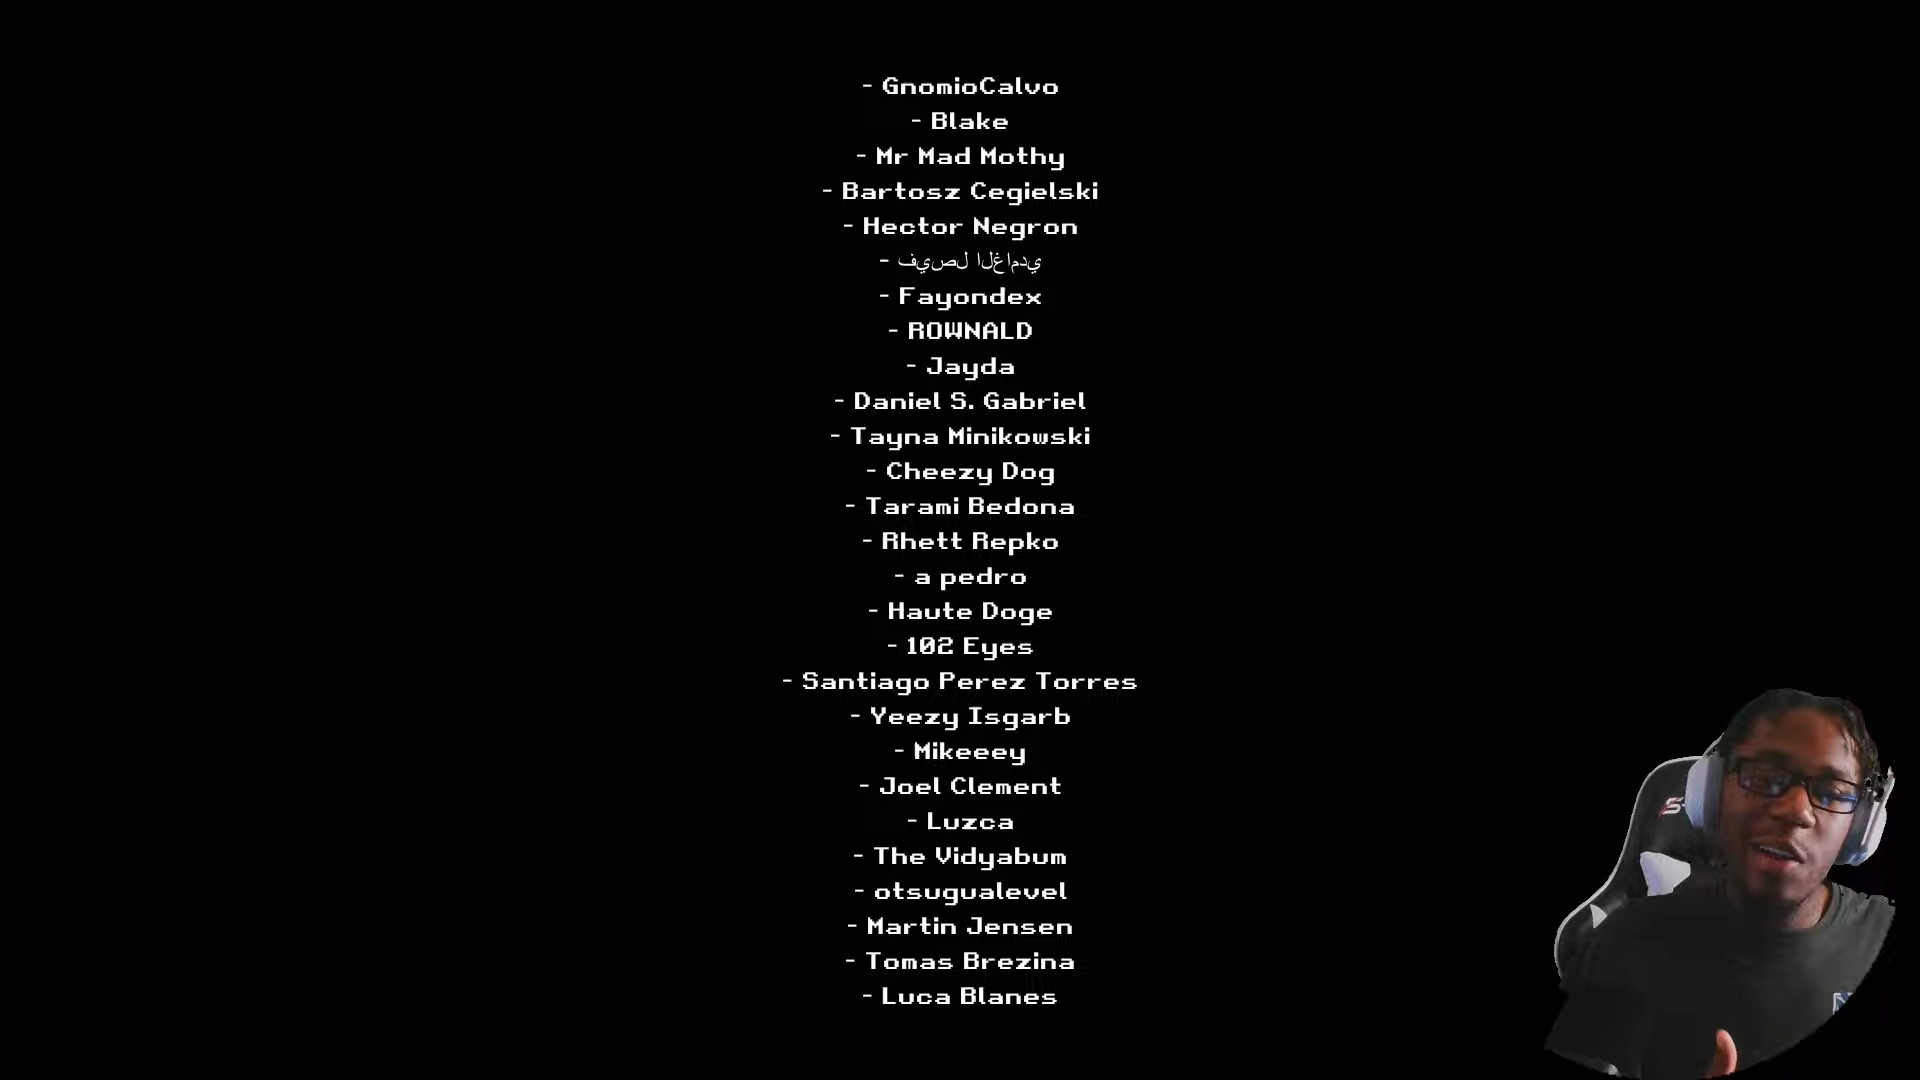 - GnomioCalvo
- Blake
- Mr Mad Mothy
- Bartosz Cegielski
- Hector Negron
- فيصل الغامدي
- Fayondex
- ROWNALD
- Jayda
- Daniel S. Gabriel
- Tayna Minikowski
- Cheezy Dog
- Tarami Bedona
- Rhett Repko
- a pedro
- Haute Doge
- 102 Eyes
- Santiago Perez Torres
- Yeezy Isgarb
- Mikeeey
- Joel Clement
- Luzca
- The Vidyabum
- otsugualevel
- Martin Jensen
- Tomas Brezina
- Luca Blanes